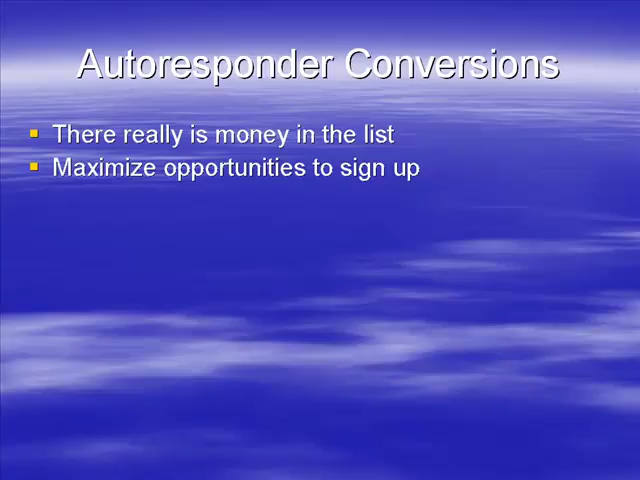 Autoresponder Conversions
There really is money in the list
Maximize opportunities to sign up